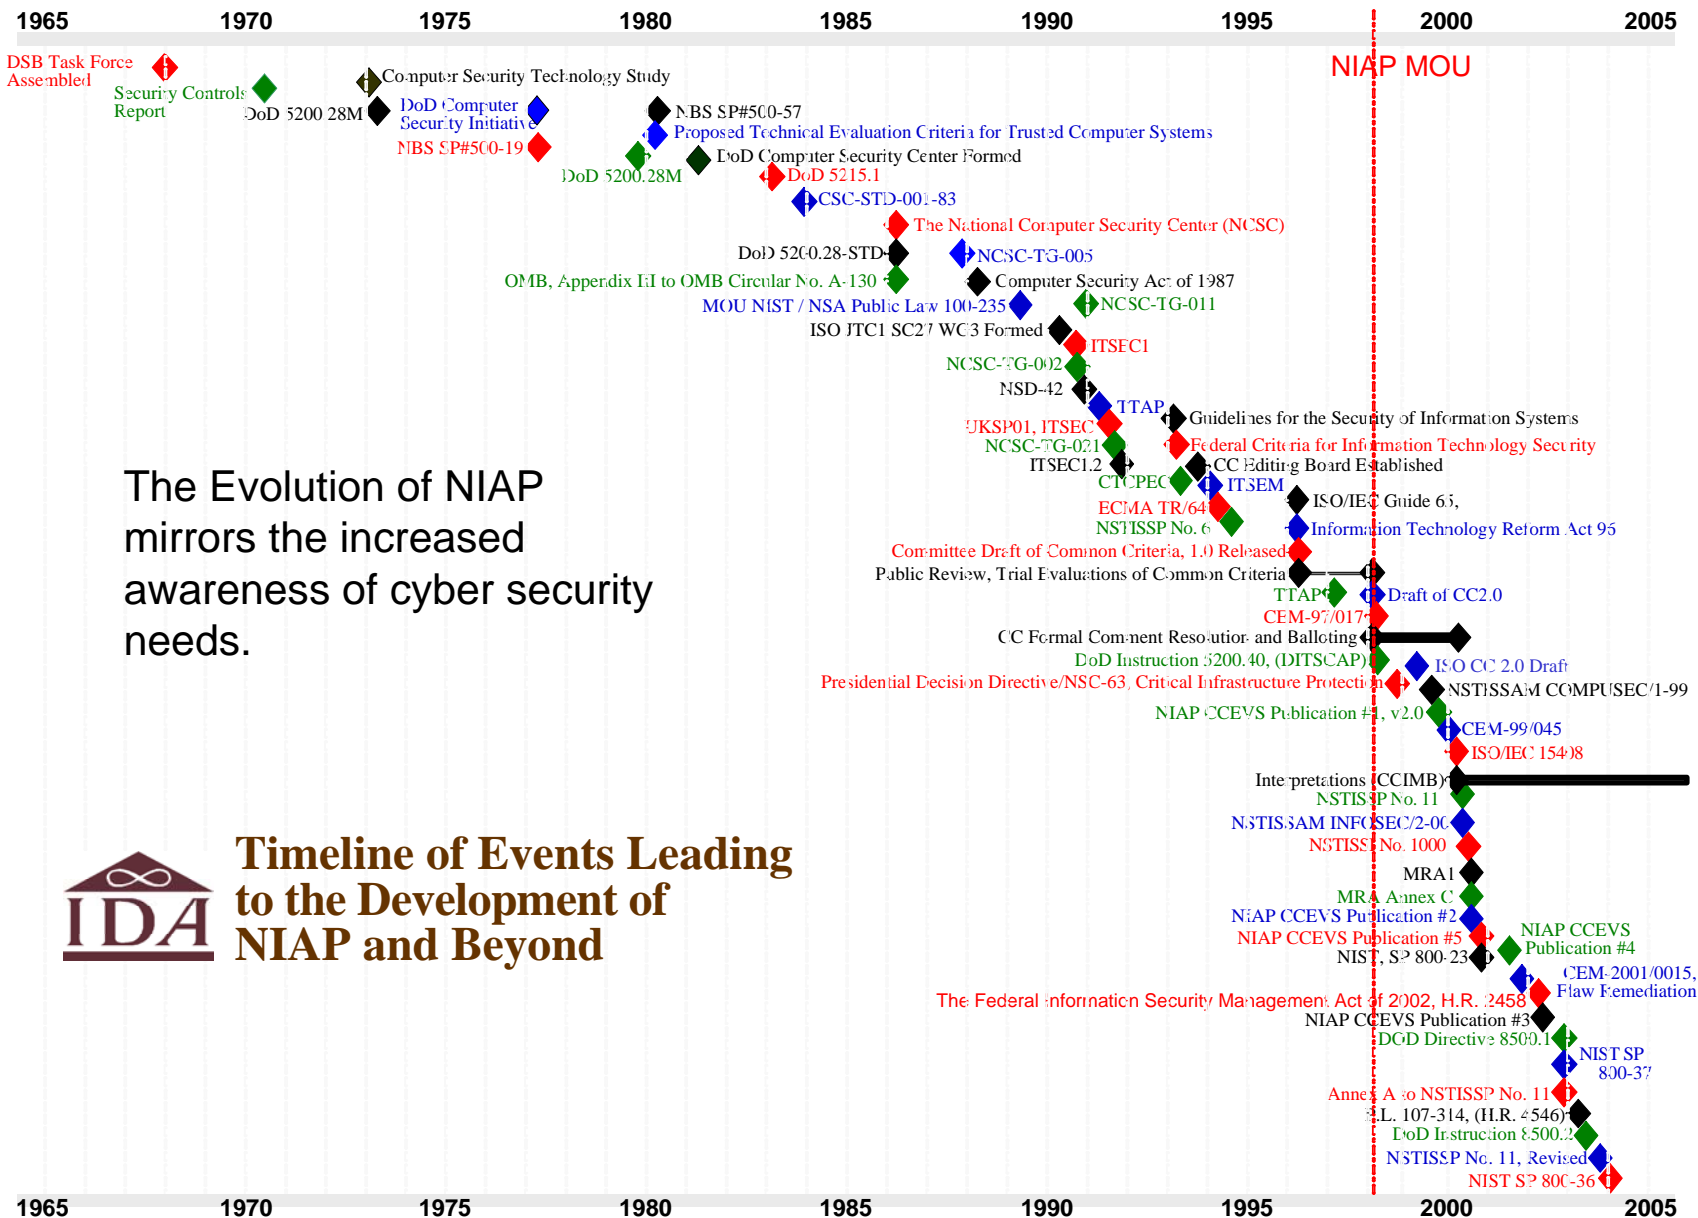 1965 1970 1975 1980 1985 1990 1995 2000 2005
NIAP MOU
DSB Task Force
Assembled
Computer Security Technology Study
Security Controls
Report
DoD 5200 28M
DoD Computer
Security Initiative
NBS SP#500-57
Proposed Technical Evaluation Criteria for Trusted Computer Systems
NBS SP#500-19
DoD Computer Security Center Formed
DoD 5200.28M
DoD 5215.1
CSC-STD-001-83
The National Computer Security Center (NCSC)
DoD 5200.28-STD
NCSC-TG-005
OMB, Appendix III to OMB Circular No. A-130
Computer Security Act of 1987
MOU NIST / NSA Public Law 100-235
NCSC-TG-011
ISO JTC1 SC27 WG3 Formed
ITSEC1
NCSC-TG-002
NSD-42
TTAP
Guidelines for the Security of Information Systems
UKSP01, ITSEC
NCSC-TG-021
Federal Criteria for Information Technology Security
ITSEC1.2
CC Editing Board Established
CTCPEC
ITSEM
ISO/IEC Guide 65,
ECMA TR/64
NSTISSP No. 6
Information Technology Reform Act 96
Committee Draft of Common Criteria, 1.0 Released
Public Review, Trial Evaluations of Common Criteria
TTAP
Draft of CC2.0
CEM-97/017
CC Formal Comment Resolution and Balloting
DoD Instruction 5200.40, (DITSCAP)
ISO CC 2.0 Draft
Presidential Decision Directive/NSC-63, Critical Infrastructure Protection
NSTISSAM COMPUSEC/1-99
NIAP CCEVS Publication #1, v2.0
CEM-99/045
ISO/IEC 15408
Interpretations (CCIMB)
NSTISSP No. 11
NSTISSAM INFOSEC/2-00
NSTISSI No. 1000
MRA1
MRA Annex C
NIAP CCEVS Publication #2
NIAP CCEVS Publication #5
NIAP CCEVS
Publication #4
NIST, SP 800-23
CEM-2001/0015,
Flaw Remediation
The Federal Information Security Management Act of 2002, H.R. 2458
NIAP CCEVS Publication #3
DOD Directive 8500.1
NIST SP
800-37
Annex A to NSTISSP No. 11
P.L. 107-314, (H.R. 4546)
DoD Instruction 8500.2
NSTISSP No. 11, Revised
NIST SP 800-36
The Evolution of NIAP
mirrors the increased
awareness of cyber security
needs.
IDA
Timeline of Events Leading
to the Development of
NIAP and Beyond
1965 1970 1975 1980 1985 1990 1995 2000 2005